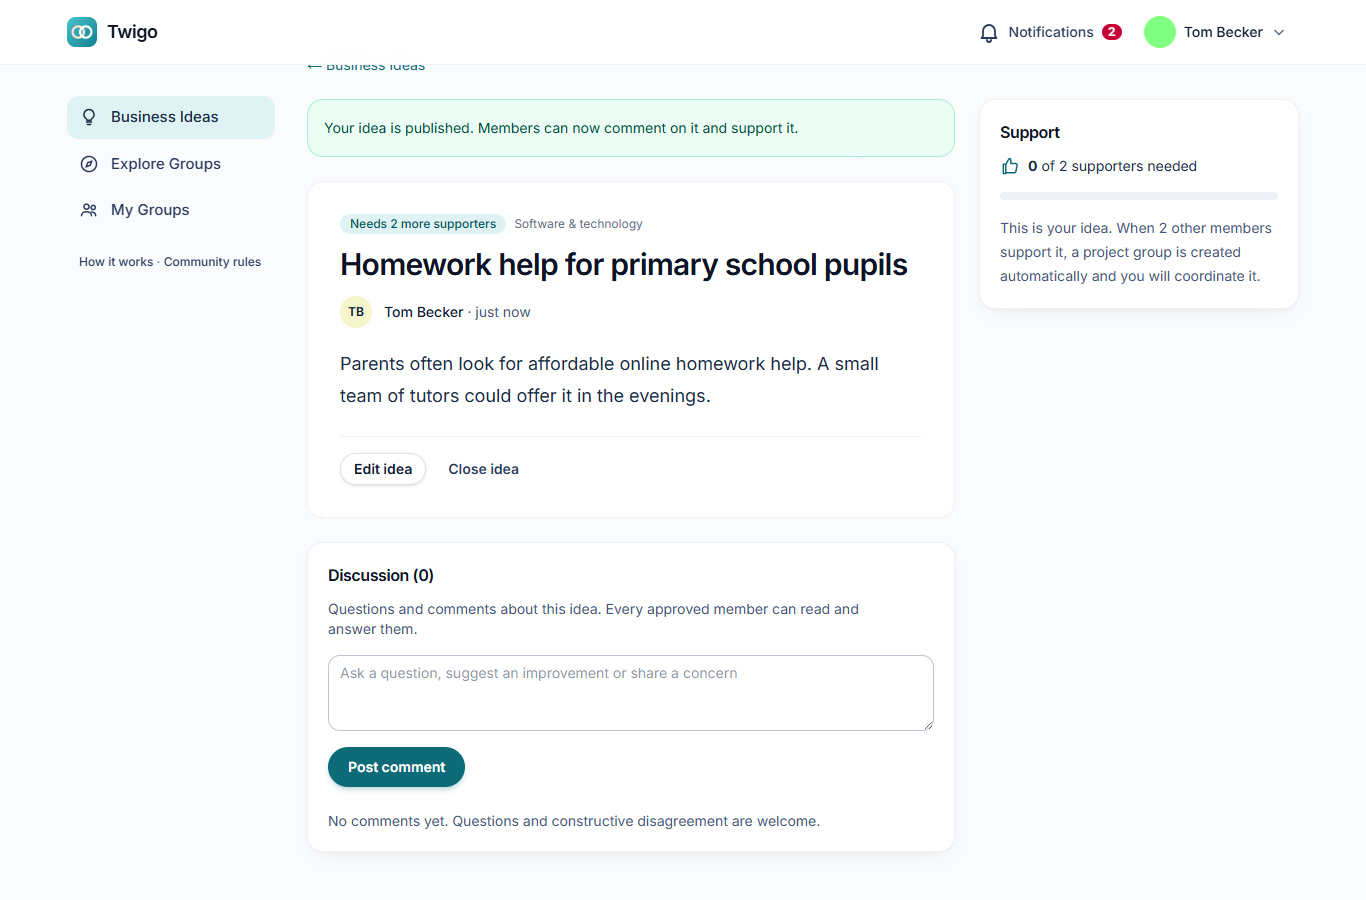 Twigo
Notifications 2
Tom Becker
← Business Ideas
Business Ideas
Explore Groups
My Groups
How it works · Community rules
Your idea is published. Members can now comment on it and support it.
Needs 2 more supporters Software & technology
Homework help for primary school pupils
TB Tom Becker · just now
Parents often look for affordable online homework help. A small
team of tutors could offer it in the evenings.
Edit idea Close idea
Discussion (0)
Questions and comments about this idea. Every approved member can read and
answer them.
Ask a question, suggest an improvement or share a concern
Post comment
No comments yet. Questions and constructive disagreement are welcome.
Support
0 of 2 supporters needed
This is your idea. When 2 other members
support it, a project group is created
automatically and you will coordinate it.